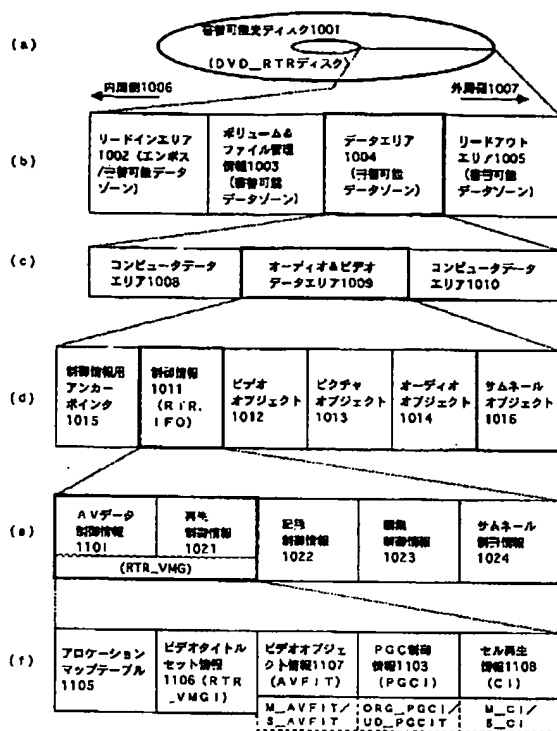 (a)
書替可能光ディスク1001
(DVD_RTRディスク)
内周側1006
外周側1007
(b)
リードインエリア
1002(エンボス
/書替可能データ
ゾーン)
ボリューム&
ファイル管理
情報1003
(書替可能
データゾーン)
データエリア
1004
(書替可能
データゾーン)
リードアウト
エリア1005
(書替可能
データゾーン)
(c)
コンピュータデータ
エリア1008
オーディオ&ビデオ
データエリア1009
コンピュータデータ
エリア1010
(d)
制御情報用
アンカー
ポインタ
1015
制御情報
1011
(RTR.
IFO)
ビデオ
オブジェクト
1012
ピクチャ
オブジェクト
1013
オーディオ
オブジェクト
1014
サムネール
オブジェクト
1016
(e)
AVデータ
制御情報
1101
再生
制御情報
1021
(RTR_VMG)
記録
制御情報
1022
編集
制御情報
1023
サムネール
制御情報
1024
(f)
アロケーション
マップテーブル
1105
ビデオタイトル
セット情報
1106(RTR
_VMGI)
ビデオオブジェ
クト情報1107
(AVFIT)
M_AVFIT/
S_AVFIT
PGC制御
情報1103
(PGCI)
ORG_PGCI/
UD_PGCIT
セル再生
情報1108
(CI)
M_CI/
S_CI